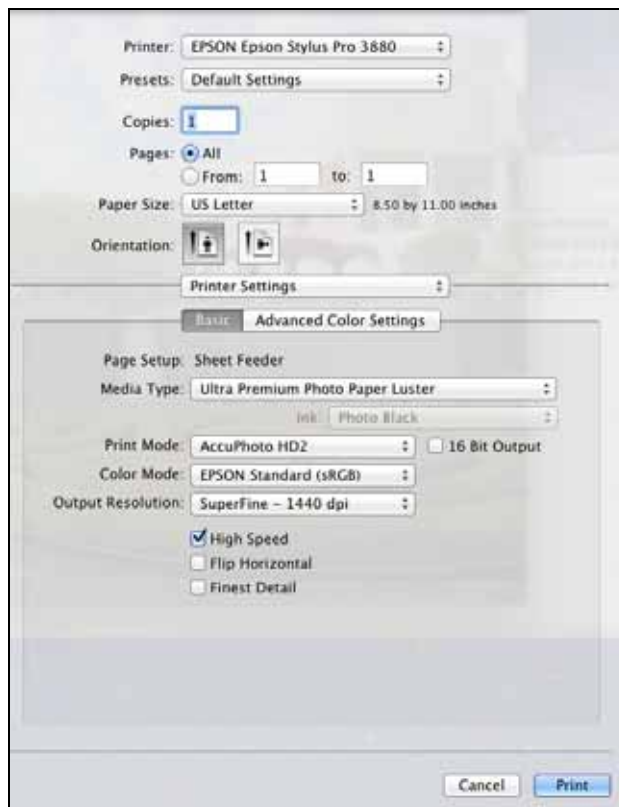 Printer: EPSON Epson Stylus Pro 3880
Presets: Default Settings
Copies: 1
Pages: All
From: 1 to: 1
Paper Size: US Letter 8.50 by 11.00 inches
Orientation:
Printer Settings
Basic Advanced Color Settings
Page Setup: Sheet Feeder
Media Type: Ultra Premium Photo Paper Luster
Ink: Photo Black
Print Mode: AccuPhoto HD2 16 Bit Output
Color Mode: EPSON Standard (sRGB)
Output Resolution: SuperFine – 1440 dpi
High Speed
Flip Horizontal
Finest Detail
Cancel Print